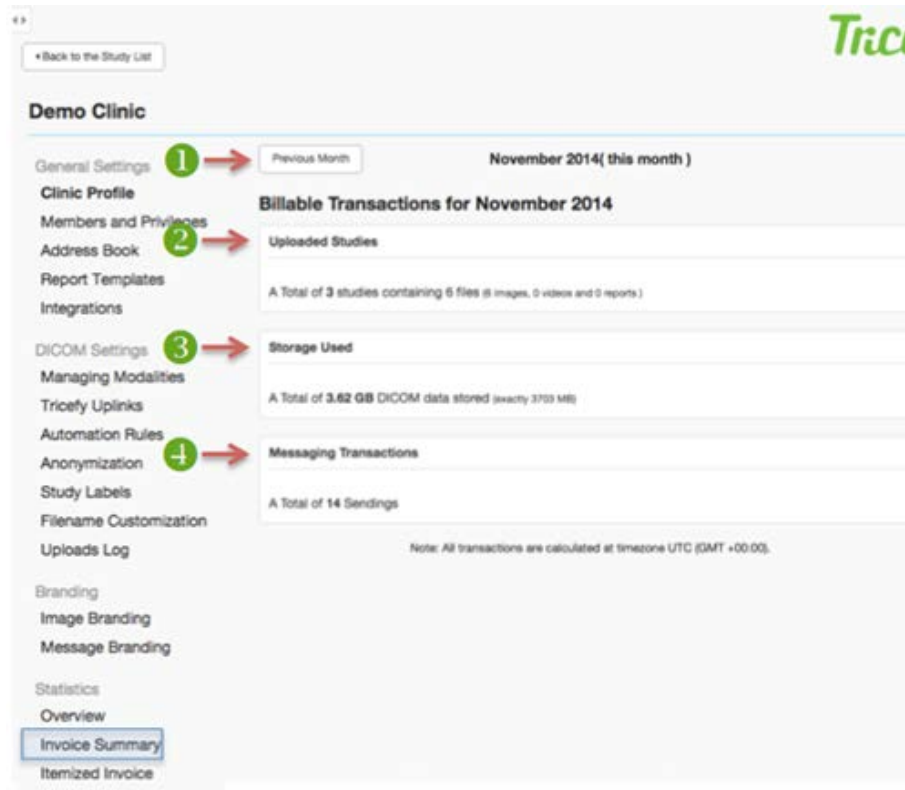 ◂Back to the Study List
Trice
Demo Clinic
General Settings
Clinic Profile
Members and Privileges
Address Book
Report Templates
Integrations
DICOM Settings
Managing Modalities
Tricefy Uplinks
Automation Rules
Anonymization
Study Labels
Filename Customization
Uploads Log
Branding
Image Branding
Message Branding
Statistics
Overview
Invoice Summary
Itemized Invoice
1
Previous Month
November 2014( this month )
Billable Transactions for November 2014
2
Uploaded Studies
A Total of 3 studies containing 6 files (6 images, 0 videos and 0 reports )
3
Storage Used
A Total of 3.62 GB DICOM data stored (exactly 3703 MB)
4
Messaging Transactions
A Total of 14 Sendings
Note: All transactions are calculated at timezone UTC (GMT +00:00).